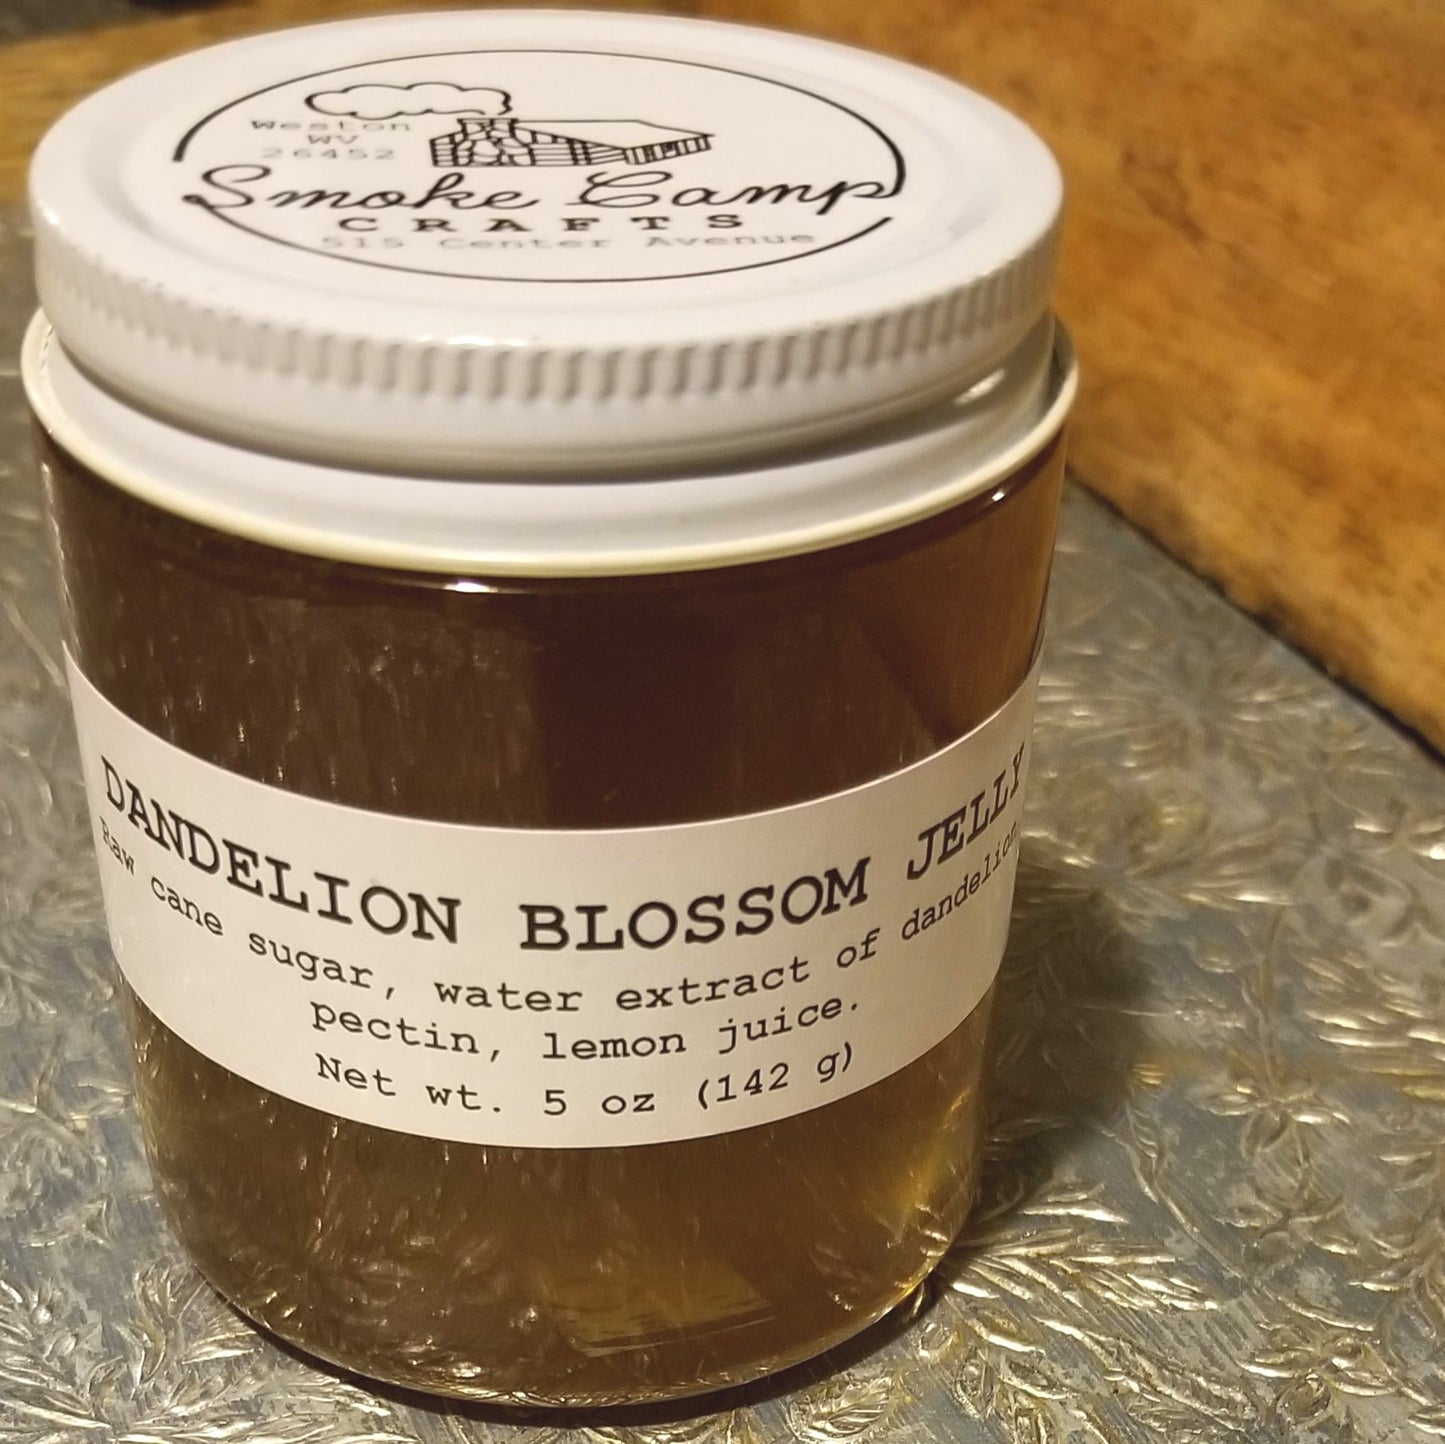 Weston
WV
26452
Smoke Camp
CRAFTS
515 Center Avenue
DANDELION BLOSSOM JELLY
Raw cane sugar, water extract of dandelion,
pectin, lemon juice.
Net wt. 5 oz (142 g)